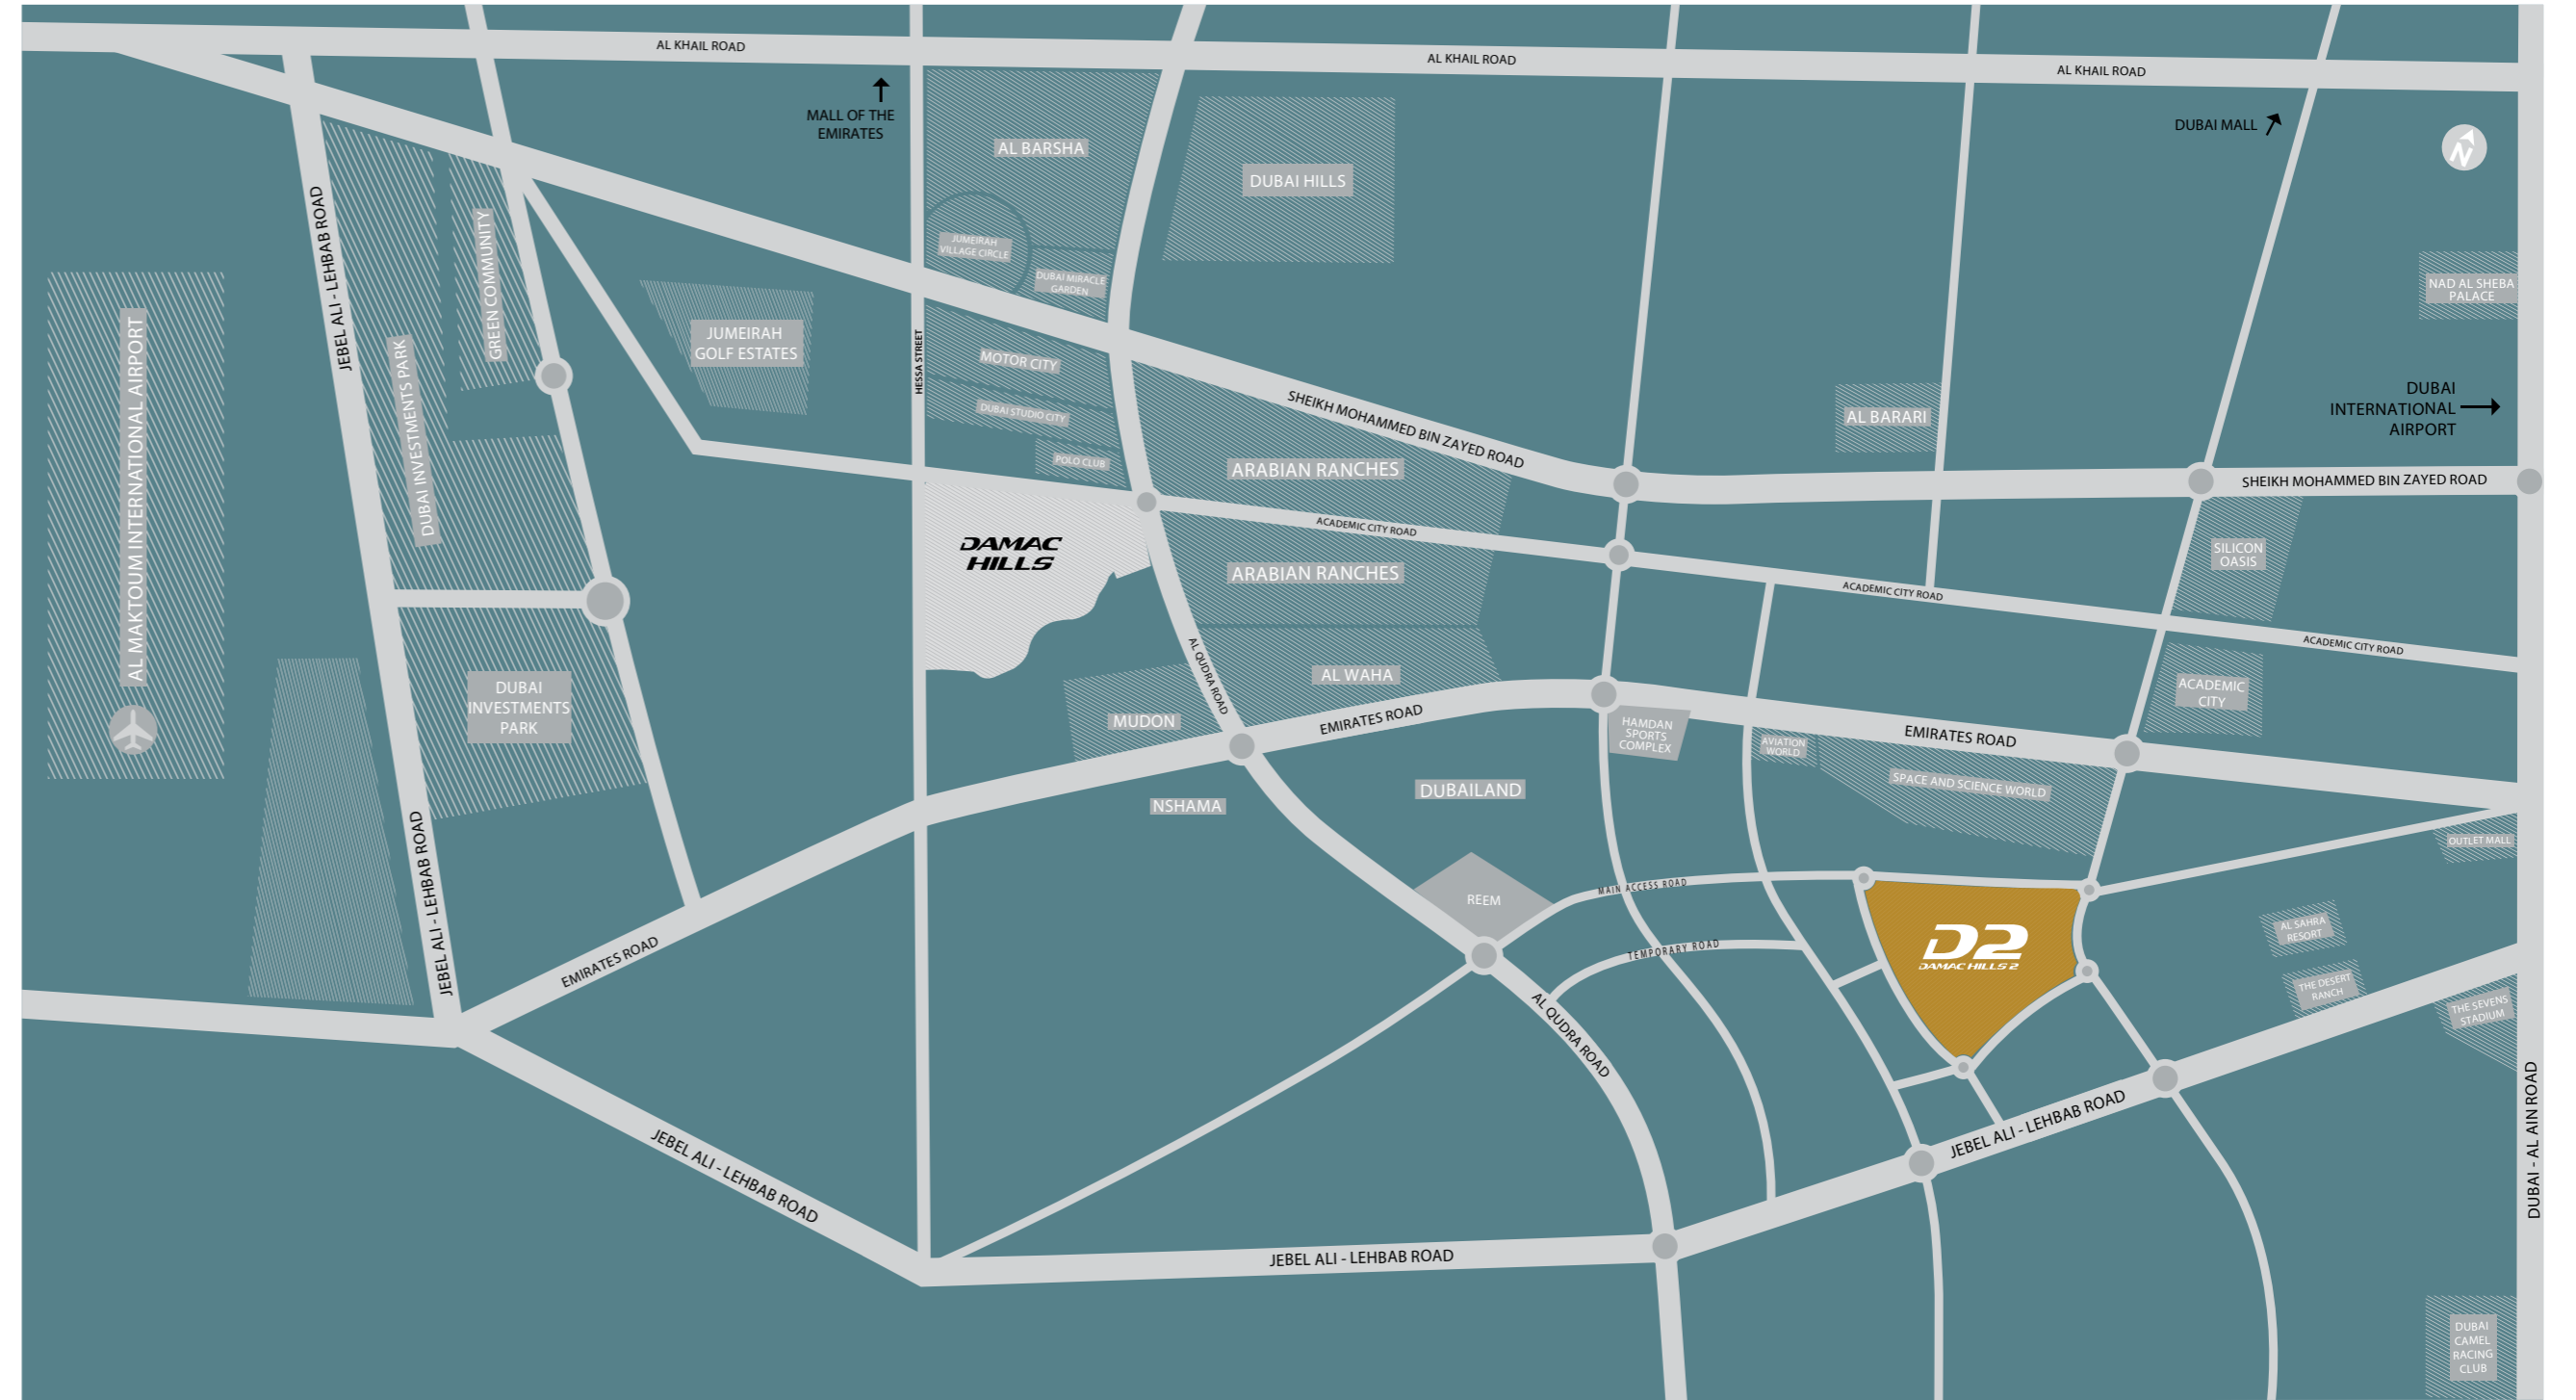 AL KHAIL ROAD
AL KHAIL ROAD
AL KHAIL ROAD
MALL OF THE
EMIRATES
DUBAI MALL
N
AL BARSHA
DUBAI HILLS
JEBEL ALI - LEHBAB ROAD
GREEN COMMUNITY
JUMEIRAH
VILLAGE CIRCLE
DUBAI MIRACLE
GARDEN
NAD AL SHEBA
PALACE
JUMEIRAH
GOLF ESTATES
HESSA STREET
MOTOR CITY
DUBAI STUDIO CITY
POLO CLUB
AL MAKTOUM INTERNATIONAL AIRPORT
DUBAI INVESTMENTS PARK
SHEIKH MOHAMMED BIN ZAYED ROAD
AL BARARI
DUBAI
INTERNATIONAL
AIRPORT
ARABIAN RANCHES
SHEIKH MOHAMMED BIN ZAYED ROAD
ACADEMIC CITY ROAD
DAMAC
HILLS
ARABIAN RANCHES
SILICON
OASIS
ACADEMIC CITY ROAD
ACADEMIC CITY ROAD
AL QUDRA ROAD
AL WAHA
ACADEMIC
CITY
DUBAI
INVESTMENTS
PARK
MUDON
EMIRATES ROAD
HAMDAN
SPORTS
COMPLEX
AVIATION
WORLD
EMIRATES ROAD
SPACE AND SCIENCE WORLD
NSHAMA
DUBAILAND
OUTLET MALL
JEBEL ALI - LEHBAB ROAD
REEM
MAIN ACCESS ROAD
TEMPORARY ROAD
D2
DAMAC HILLS 2
AL SAHRA
RESORT
THE DESERT
RANCH
THE SEVENS
STADIUM
EMIRATES ROAD
AL QUDRA ROAD
JEBEL ALI - LEHBAB ROAD
JEBEL ALI - LEHBAB ROAD
JEBEL ALI - LEHBAB ROAD
DUBAI - AL AIN ROAD
DUBAI
CAMEL
RACING
CLUB